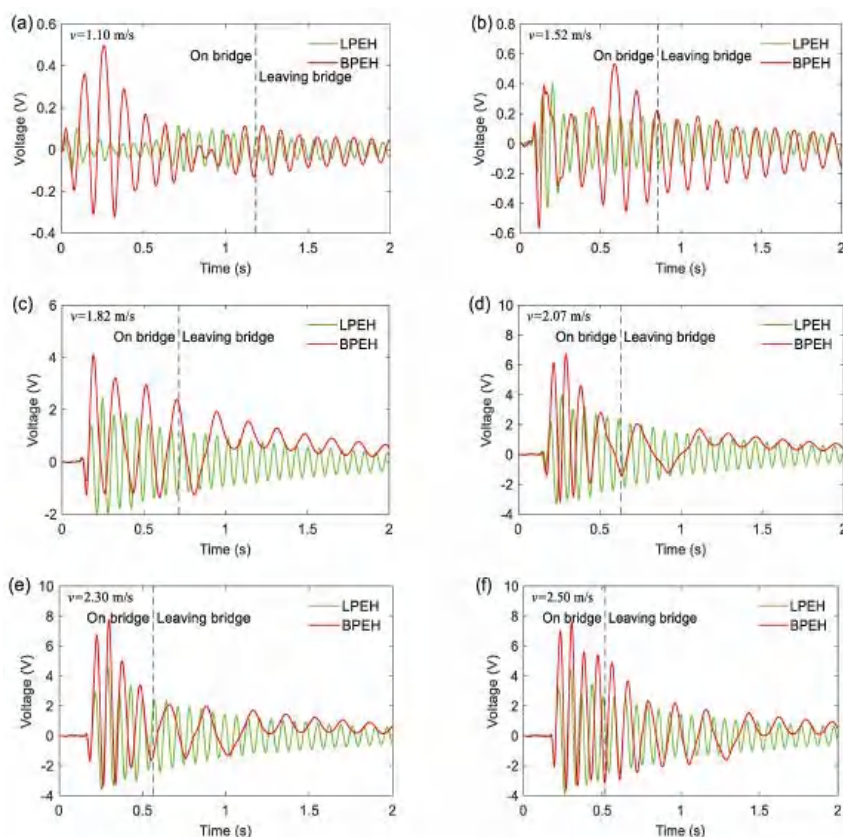 (a)
v=1.10 m/s
LPEH
BPEH
On bridge
Leaving bridge
Voltage (V)
0.6
0.4
0.2
0
-0.2
-0.4
0 0.5 1 1.5 2
Time (s)
(b)
v=1.52 m/s
LPEH
BPEH
On bridge Leaving bridge
Voltage (V)
0.6
0.4
0.2
0
-0.2
-0.4
-0.6
0 0.5 1 1.5 2
Time (s)
(c)
v=1.82 m/s
LPEH
BPEH
On bridge Leaving bridge
Voltage (V)
6
4
2
0
-2
0 0.5 1 1.5 2
Time (s)
(d)
v=2.07 m/s
LPEH
BPEH
On bridge Leaving bridge
Voltage (V)
10
8
6
4
2
0
-2
-4
0 0.5 1 1.5 2
Time (s)
(e)
v=2.30 m/s
LPEH
BPEH
On bridge Leaving bridge
Voltage (V)
10
8
6
4
2
0
-2
-4
0 0.5 1 1.5 2
Time (s)
(f)
v=2.50 m/s
LPEH
BPEH
On bridge Leaving bridge
Voltage (V)
10
8
6
4
2
0
-2
-4
0 0.5 1 1.5 2
Time (s)